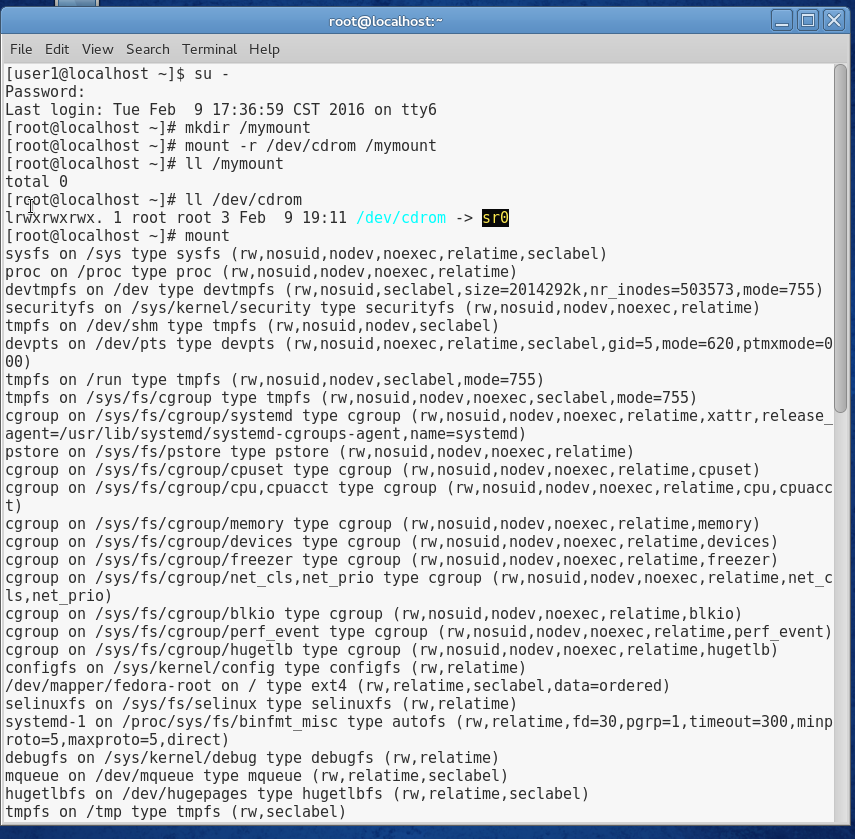 root@localhost:~
File Edit View Search Terminal Help
[user1@localhost ~]$ su -
Password:
Last login: Tue Feb  9 17:36:59 CST 2016 on tty6
[root@localhost ~]# mkdir /mymount
[root@localhost ~]# mount -r /dev/cdrom /mymount
[root@localhost ~]# ll /mymount
total 0
[root@localhost ~]# ll /dev/cdrom
lrwxrwxrwx. 1 root root 3 Feb  9 19:11 /dev/cdrom -> sr0
[root@localhost ~]# mount
sysfs on /sys type sysfs (rw,nosuid,nodev,noexec,relatime,seclabel)
proc on /proc type proc (rw,nosuid,nodev,noexec,relatime)
devtmpfs on /dev type devtmpfs (rw,nosuid,seclabel,size=2014292k,nr_inodes=503573,mode=755)
securityfs on /sys/kernel/security type securityfs (rw,nosuid,nodev,noexec,relatime)
tmpfs on /dev/shm type tmpfs (rw,nosuid,nodev,seclabel)
devpts on /dev/pts type devpts (rw,nosuid,noexec,relatime,seclabel,gid=5,mode=620,ptmxmode=0
00)
tmpfs on /run type tmpfs (rw,nosuid,nodev,seclabel,mode=755)
tmpfs on /sys/fs/cgroup type tmpfs (rw,nosuid,nodev,noexec,seclabel,mode=755)
cgroup on /sys/fs/cgroup/systemd type cgroup (rw,nosuid,nodev,noexec,relatime,xattr,release_
agent=/usr/lib/systemd/systemd-cgroups-agent,name=systemd)
pstore on /sys/fs/pstore type pstore (rw,nosuid,nodev,noexec,relatime)
cgroup on /sys/fs/cgroup/cpuset type cgroup (rw,nosuid,nodev,noexec,relatime,cpuset)
cgroup on /sys/fs/cgroup/cpu,cpuacct type cgroup (rw,nosuid,nodev,noexec,relatime,cpu,cpuacc
t)
cgroup on /sys/fs/cgroup/memory type cgroup (rw,nosuid,nodev,noexec,relatime,memory)
cgroup on /sys/fs/cgroup/devices type cgroup (rw,nosuid,nodev,noexec,relatime,devices)
cgroup on /sys/fs/cgroup/freezer type cgroup (rw,nosuid,nodev,noexec,relatime,freezer)
cgroup on /sys/fs/cgroup/net_cls,net_prio type cgroup (rw,nosuid,nodev,noexec,relatime,net_c
ls,net_prio)
cgroup on /sys/fs/cgroup/blkio type cgroup (rw,nosuid,nodev,noexec,relatime,blkio)
cgroup on /sys/fs/cgroup/perf_event type cgroup (rw,nosuid,nodev,noexec,relatime,perf_event)
cgroup on /sys/fs/cgroup/hugetlb type cgroup (rw,nosuid,nodev,noexec,relatime,hugetlb)
configfs on /sys/kernel/config type configfs (rw,relatime)
/dev/mapper/fedora-root on / type ext4 (rw,relatime,seclabel,data=ordered)
selinuxfs on /sys/fs/selinux type selinuxfs (rw,relatime)
systemd-1 on /proc/sys/fs/binfmt_misc type autofs (rw,relatime,fd=30,pgrp=1,timeout=300,minp
roto=5,maxproto=5,direct)
debugfs on /sys/kernel/debug type debugfs (rw,relatime)
mqueue on /dev/mqueue type mqueue (rw,relatime,seclabel)
hugetlbfs on /dev/hugepages type hugetlbfs (rw,relatime,seclabel)
tmpfs on /tmp type tmpfs (rw,seclabel)